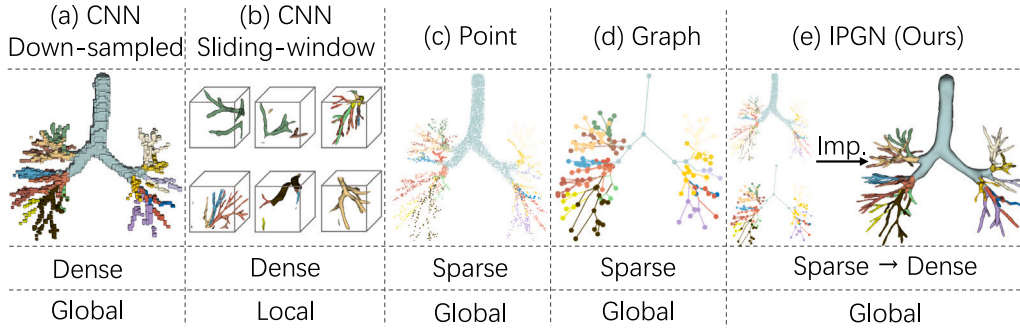 (a) CNN
Down-sampled
(b) CNN
Sliding-window
(c) Point
(d) Graph
(e) IPGN (Ours)
Imp.
Dense
Dense
Sparse
Sparse
Sparse → Dense
Global
Local
Global
Global
Global